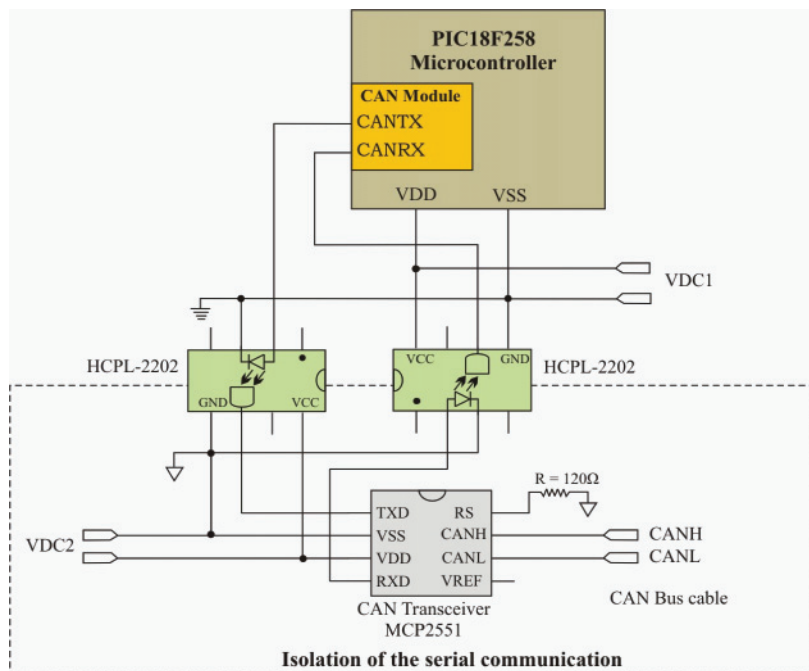 PIC18F258
Microcontroller
CAN Module
CANTX
CANRX
VDD
VSS
VDC1
HCPL-2202
VCC
GND
HCPL-2202
GND
VCC
R = 120Ω
TXD
RS
VSS
CANH
CANH
VDC2
VDD
CANL
CANL
RXD
VREF
CAN Bus cable
CAN Transceiver
MCP2551
Isolation of the serial communication